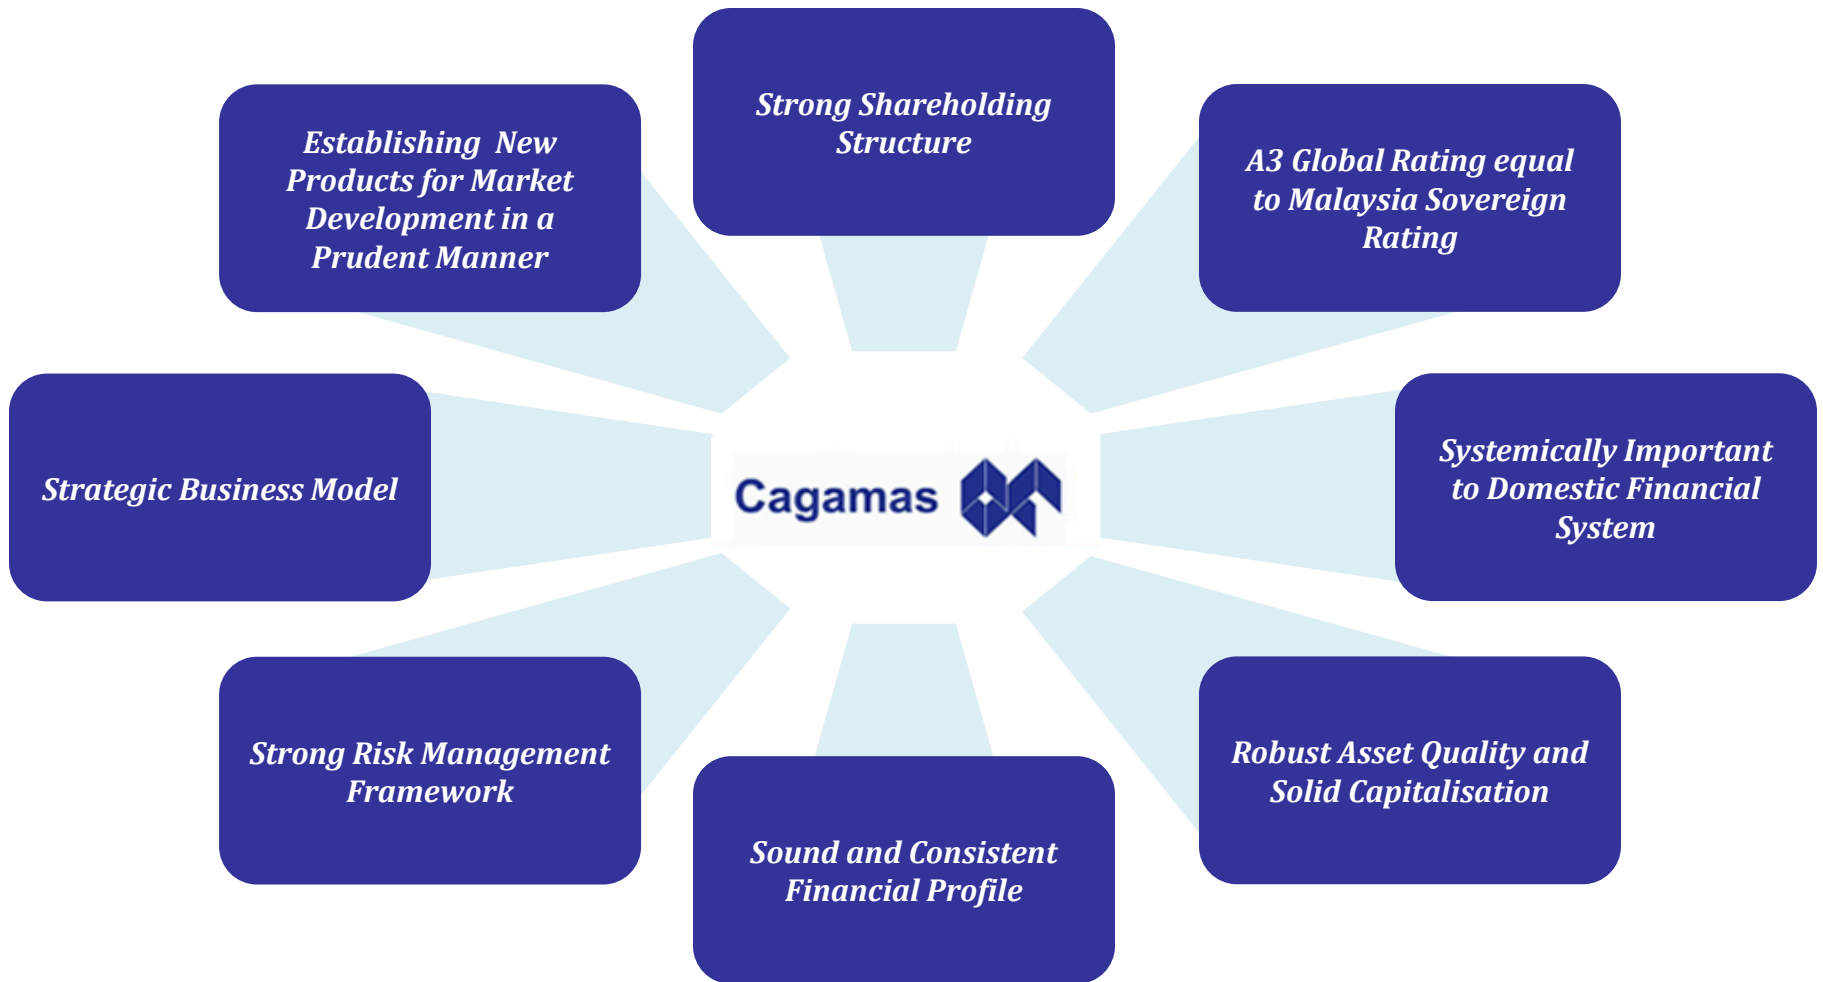 Strong Shareholding
Structure
Establishing New
Products for Market
Development in a
Prudent Manner
A3 Global Rating equal
to Malaysia Sovereign
Rating
Strategic Business Model
Cagamas
Systemically Important
to Domestic Financial
System
Strong Risk Management
Framework
Robust Asset Quality and
Solid Capitalisation
Sound and Consistent
Financial Profile